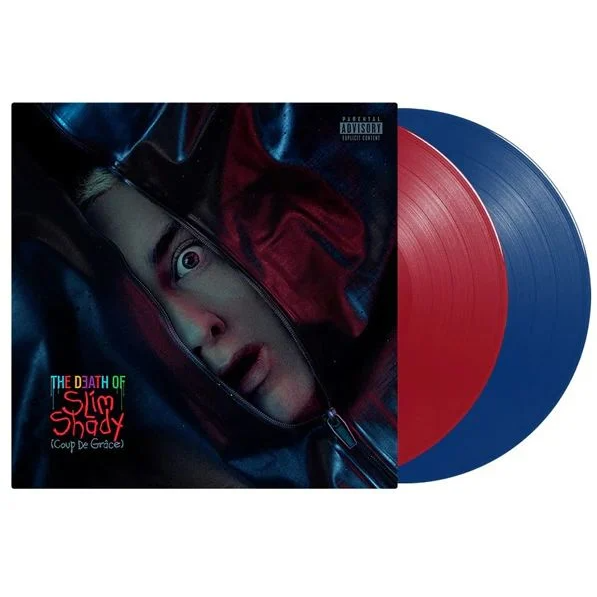 PARENTAL
ADVISORY
EXPLICIT CONTENT
THE DEATH OF
Slim
Shady
(Coup De Grâce)